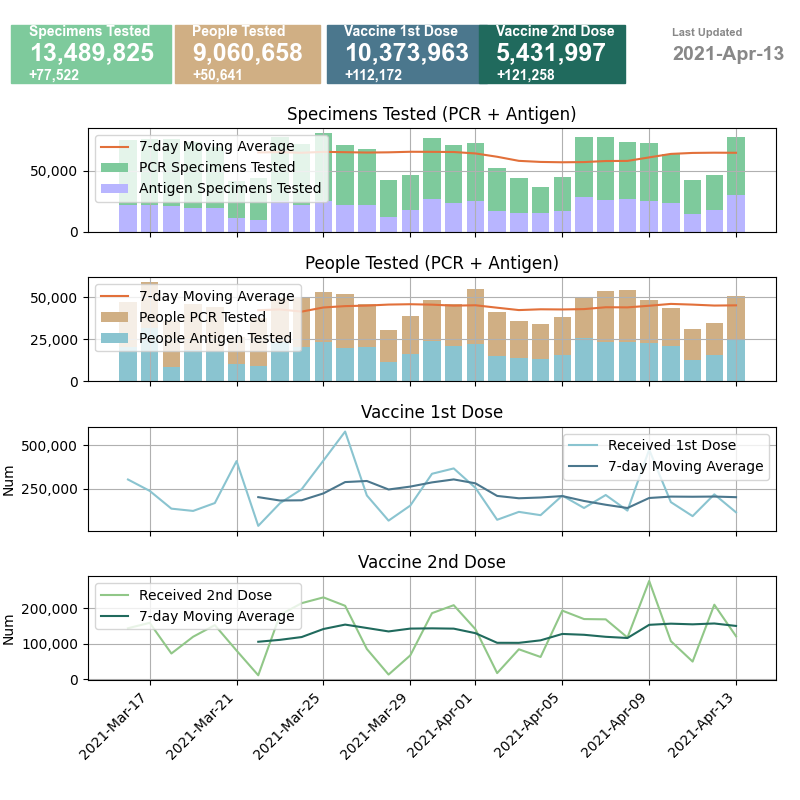 Specimens Tested
13,489,825
+77,522
People Tested
9,060,658
+50,641
Vaccine 1st Dose
10,373,963
+112,172
Vaccine 2nd Dose
5,431,997
+121,258
Last Updated
2021-Apr-13
Specimens Tested (PCR + Antigen)
7-day Moving Average
PCR Specimens Tested
Antigen Specimens Tested
50,000
0
People Tested (PCR + Antigen)
7-day Moving Average
People PCR Tested
People Antigen Tested
50,000
25,000
0
Vaccine 1st Dose
Received 1st Dose
7-day Moving Average
500,000
250,000
Num
Vaccine 2nd Dose
Received 2nd Dose
7-day Moving Average
200,000
100,000
0
Num
2021-Mar-17
2021-Mar-21
2021-Mar-25
2021-Mar-29
2021-Apr-01
2021-Apr-05
2021-Apr-09
2021-Apr-13